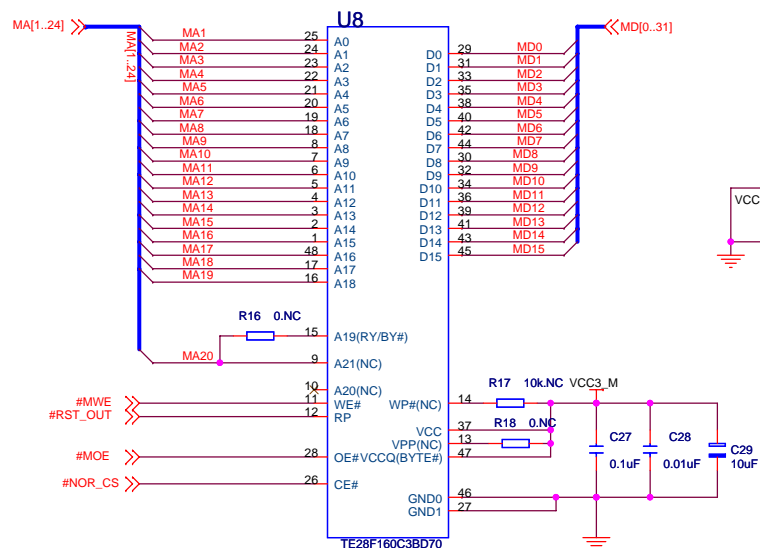 U8
MA[1..24]
MA[1..24]
MD[0..31]
MA1 25 A0
MA2 24 A1
MA3 23 A2
MA4 22 A3
MA5 21 A4
MA6 20 A5
MA7 19 A6
MA8 18 A7
MA9 8 A8
MA10 7 A9
MA11 6 A10
MA12 5 A11
MA13 4 A12
MA14 3 A13
MA15 2 A14
MA16 1 A15
MA17 48 A16
MA18 17 A17
MA19 16 A18
D0 29 MD0
D1 31 MD1
D2 33 MD2
D3 35 MD3
D4 38 MD4
D5 40 MD5
D6 42 MD6
D7 44 MD7
D8 30 MD8
D9 32 MD9
D10 34 MD10
D11 36 MD11
D12 39 MD12
D13 41 MD13
D14 43 MD14
D15 45 MD15
VCC
R16 0.NC
15 A19(RY/BY#)
MA20 9 A21(NC)
10 A20(NC)
#MWE 11 WE#
#RST_OUT 12 RP
#MOE 28 OE#
#NOR_CS 26 CE#
R17 10k.NC
VCC3_M
WP#(NC) 14
R18 0.NC
VCC 37
VPP(NC) 13
VCCQ(BYTE#) 47
C27
0.1uF
C28
0.01uF
C29
10uF
GND0 46
GND1 27
TE28F160C3BD70